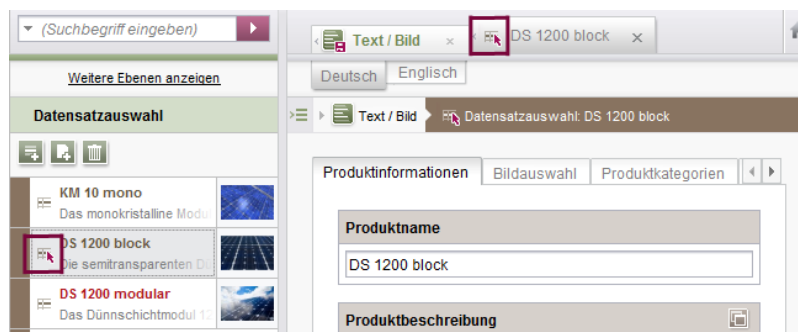 (Suchbegriff eingeben)
Weitere Ebenen anzeigen
Datensatzauswahl
KM 10 mono
Das monokristalline Modu
DS 1200 block
Die semitransparenten D
DS 1200 modular
Das Dünnschichtmodul 12
Text / Bild
DS 1200 block
Deutsch
Englisch
Text / Bild
Datensatzauswahl: DS 1200 block
Produktinformationen
Bildauswahl
Produktkategorien
Produktname
DS 1200 block
Produktbeschreibung